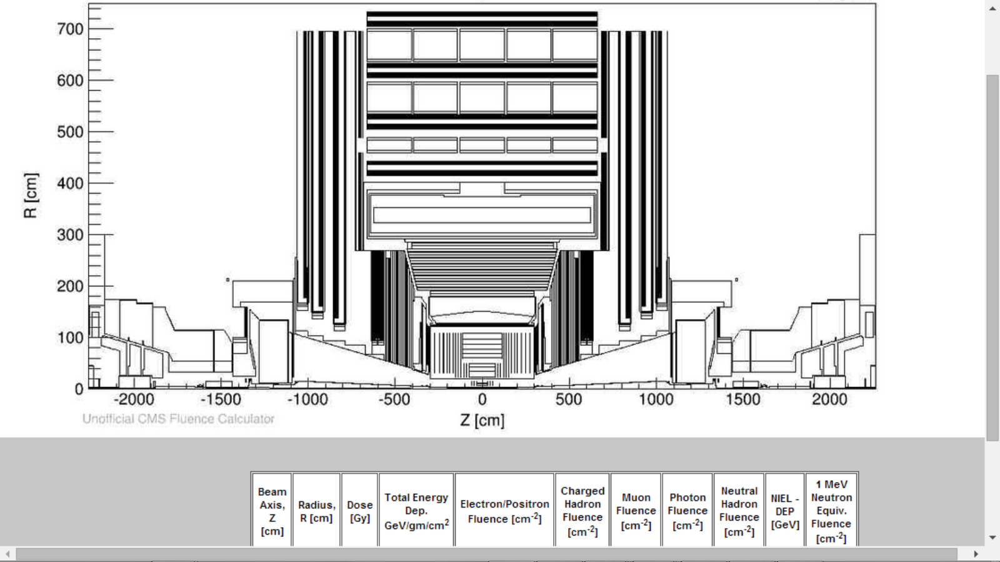 700
600
500
400
300
200
100
0
R [cm]
-2000 -1500 -1000 -500 0 500 1000 1500 2000
Unofficial CMS Fluence Calculator
Z [cm]
Beam
Axis,
Z
[cm]
Radius,
R [cm]
Dose
[Gy]
Total Energy
Dep.
GeV/gm/cm²
Electron/Positron
Fluence [cm⁻²]
Charged
Hadron
Fluence
[cm⁻²]
Muon
Fluence
[cm⁻²]
Photon
Fluence
[cm⁻²]
Neutral
Hadron
Fluence
[cm⁻²]
NIEL -
DEP
[GeV]
1 MeV
Neutron
Equiv.
Fluence
[cm⁻²]